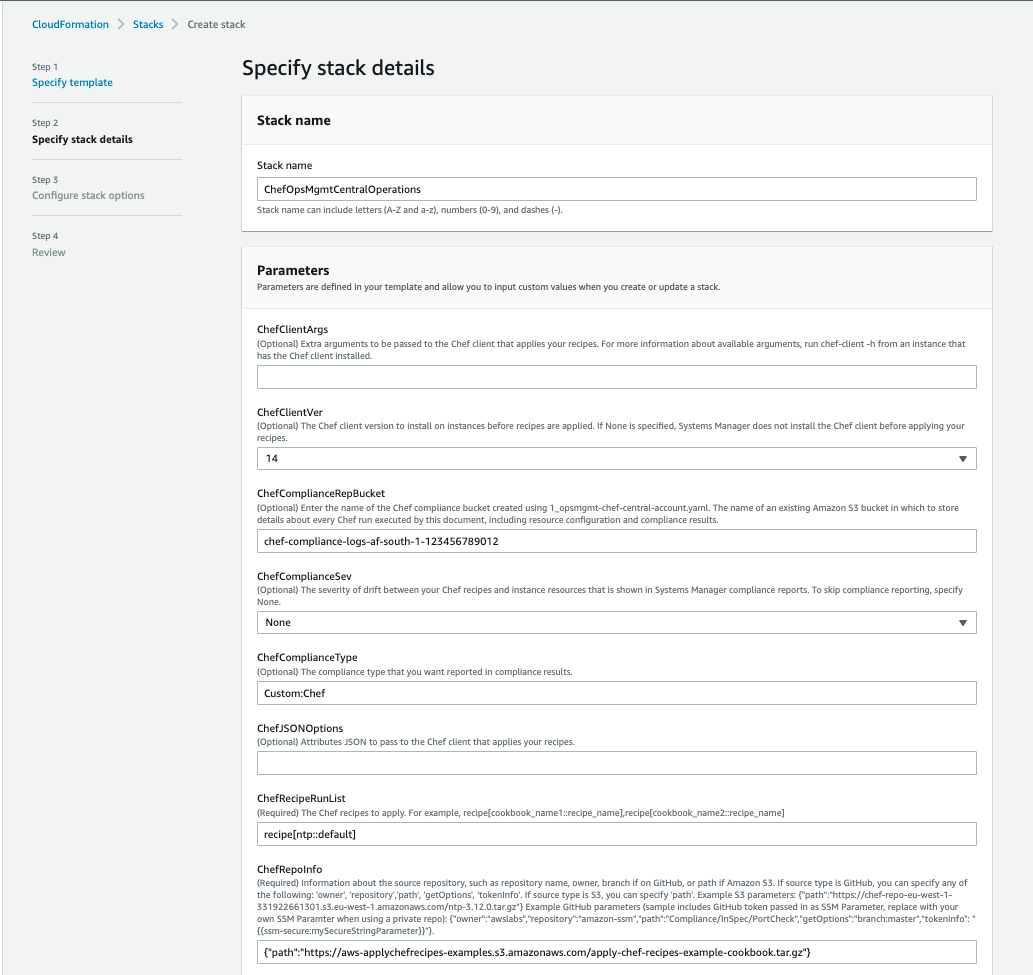 CloudFormation > Stacks > Create stack
Step 1
Specify template
Step 2
Specify stack details
Step 3
Configure stack options
Step 4
Review
Specify stack details
Stack name
Stack name
ChefOpsMgmtCentralOperations
Stack name can include letters (A-Z and a-z), numbers (0-9), and dashes (-).
Parameters
Parameters are defined in your template and allow you to input custom values when you create or update a stack.
ChefClientArgs
(Optional) Extra arguments to be passed to the Chef client that applies your recipes. For more information about available arguments, run chef-client -h from an instance that
has the Chef client installed.
ChefClientVer
(Optional) The Chef client version to install on instances before recipes are applied. If None is specified, Systems Manager does not install the Chef client before applying your
recipes.
14
ChefComplianceRepBucket
(Optional) Enter the name of the Chef compliance bucket created using 1_opsmgmt-chef-central-account.yaml. The name of an existing Amazon S3 bucket in which to store
details about every Chef run executed by this document, including resource configuration and compliance results.
chef-compliance-logs-af-south-1-123456789012
ChefComplianceSev
(Optional) The severity of drift between your Chef recipes and instance resources that is shown in Systems Manager compliance reports. To skip compliance reporting, specify
None.
None
ChefComplianceType
(Optional) The compliance type that you want reported in compliance results.
Custom:Chef
ChefJSONOptions
(Optional) Attributes JSON to pass to the Chef client that applies your recipes.
ChefRecipeRunList
(Required) The Chef recipes to apply. For example, recipe[cookbook_name1::recipe_name],recipe[cookbook_name2::recipe_name]
recipe[ntp::default]
ChefRepoInfo
(Required) Information about the source repository, such as repository name, owner, branch if on GitHub, or path if Amazon S3. If source type is GitHub, you can specify any of
the following: 'owner', 'repository','path', 'getOptions', 'tokenInfo'. If source type is S3, you can specify 'path'. Example S3 parameters: {"path":"https://chef-repo-eu-west-1-
331922661301.s3.eu-west-1.amazonaws.com/ntp-3.12.0.tar.gz"} Example GitHub parameters (sample includes GitHub token passed in as SSM Parameter, replace with your
own SSM Paramter when using a private repo): {"owner":"awslabs","repository":"amazon-ssm","path":"Compliance/InSpec/PortCheck","getOptions":"branch:master","tokenInfo": "
{{ssm-secure:mySecureStringParameter}}"}.
{"path":"https://aws-applychefrecipes-examples.s3.amazonaws.com/apply-chef-recipes-example-cookbook.tar.gz"}